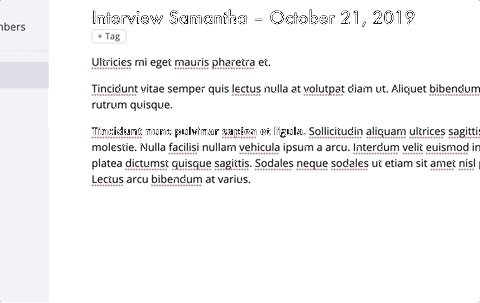 mbers
Interview Samantha – October 21, 2019
+ Tag
Ultricies mi eget mauris pharetra et.
Tincidunt vitae semper quis lectus nulla at volutpat diam ut. Aliquet bibendum
rutrum quisque.
Tincidunt nunc pulvinar sapien et ligula. Sollicitudin aliquam ultrices sagittis
molestie. Nulla facilisi nullam vehicula ipsum a arcu. Interdum velit euismod in
platea dictumst quisque sagittis. Sodales neque sodales ut etiam sit amet nisl
Lectus arcu bibendum at varius.